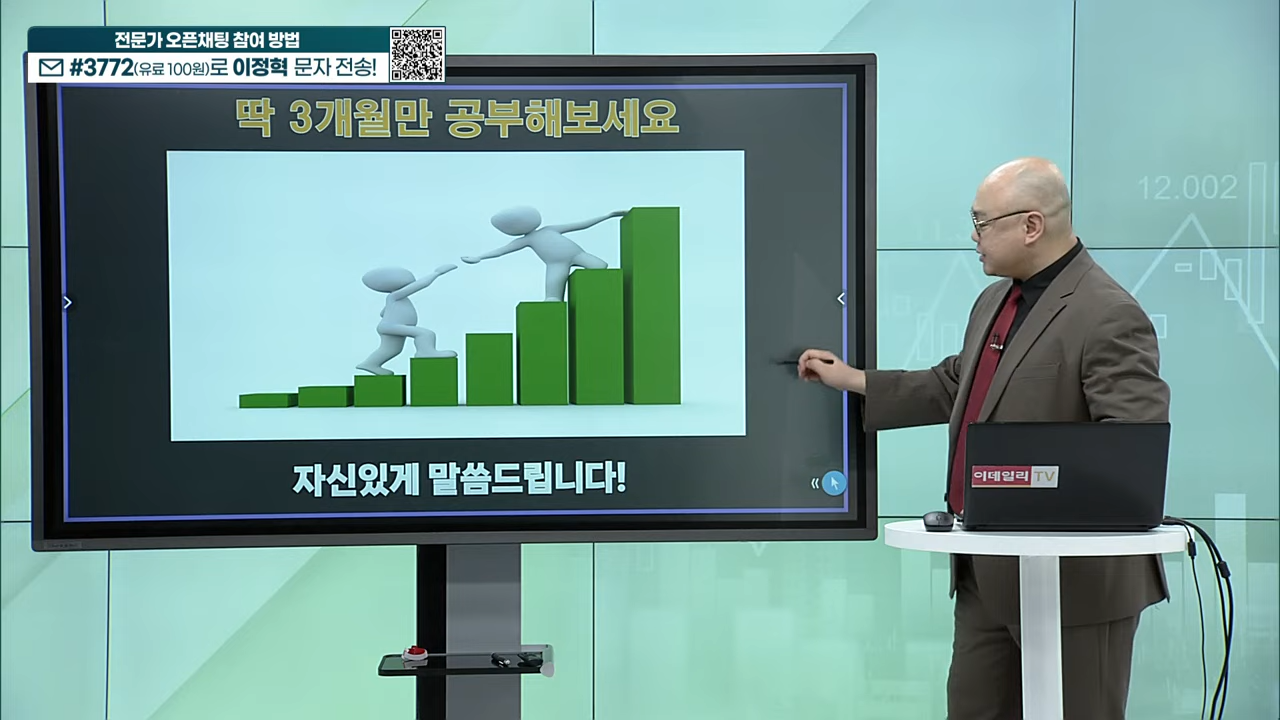 전문가 오픈채팅 참여 방법
#3772(유료 100원)로 이정혁 문자 전송!
딱 3개월만 공부해보세요
자신있게 말씀드립니다!
12.002
이데일리 TV